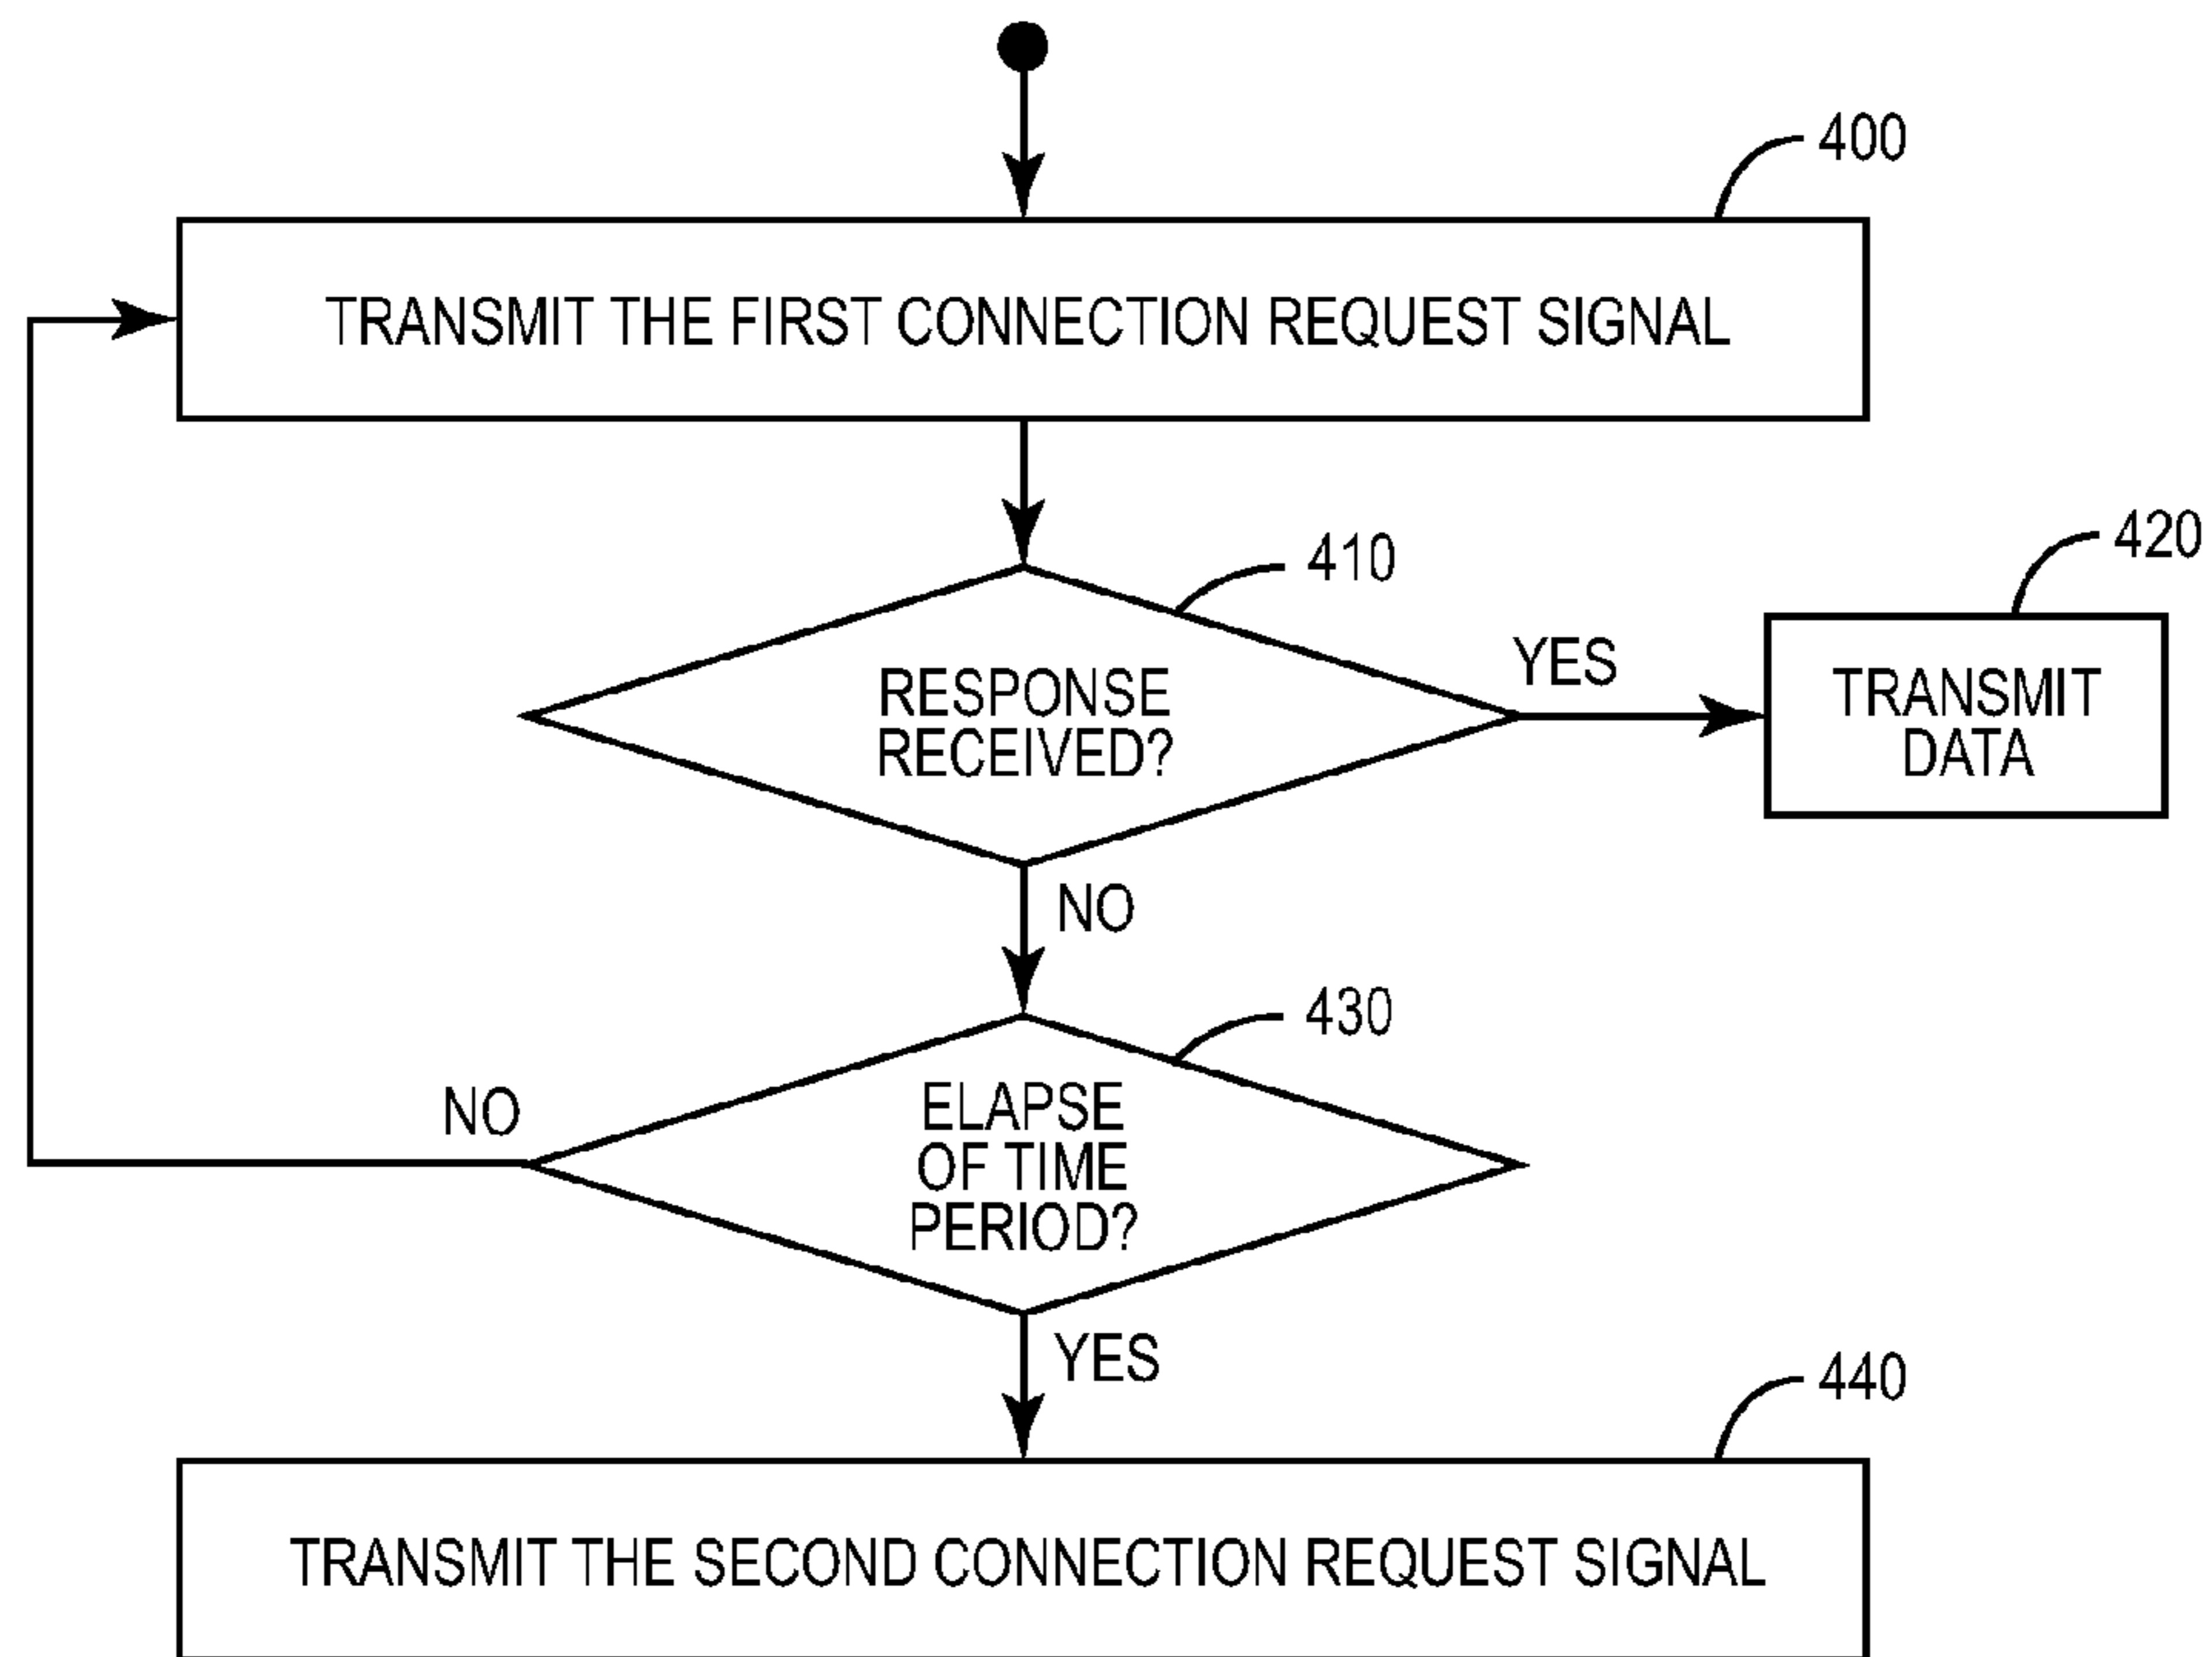 400
TRANSMIT THE FIRST CONNECTION REQUEST SIGNAL
410
420
YES
RESPONSE
RECEIVED?
TRANSMIT
DATA
NO
430
ELAPSE
OF TIME
PERIOD?
NO
YES
440
TRANSMIT THE SECOND CONNECTION REQUEST SIGNAL